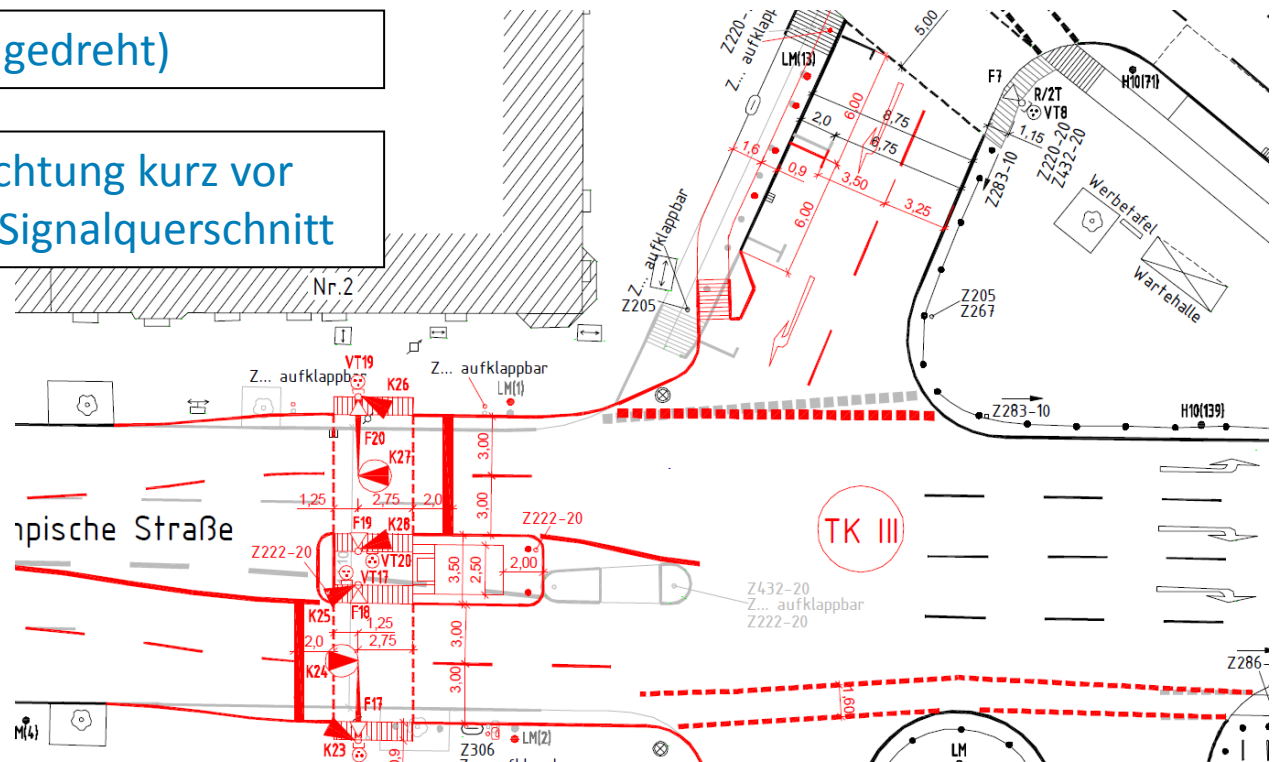 gedreht)
chtung kurz vor
Signalquerschnitt
Nr.2
Z220-20
Z... aufklapp
LM(13)
5,00
6,00
8,75
2,0
6,75
1,6
0,9
3,50
6,00
3,25
F7
R/2T
VT8
H10(71)
1,15
Z220-20
Z432-20
Z283-10
Werbetafel
Wartehalle
Z... aufklappbar
Z205
Z205
Z267
VT19
K26
Z... aufklappbar
Z... aufklappbar
LM(1)
Z283-10
H10(139)
F20
K27
3,00
1,25
2,75
2,0
3,00
npische Straße
F19
K28
Z222-20
Z222-20
VT20
VT17
3,50
2,50
2,00
TK III
K25
F18
Z432-20
Z... aufklappbar
Z222-20
1,25
2,0
2,75
3,00
K24
3,00
Z286-
F17
1,60
M(4)
K23
0,9
Z306
LM(2)
LM